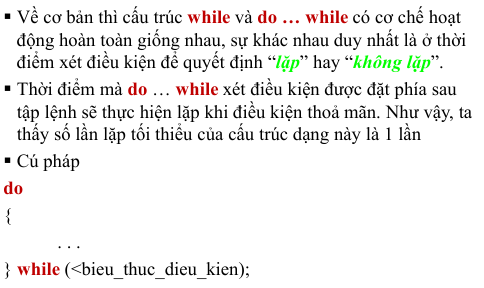 ▪ Về cơ bản thì cấu trúc while và do … while có cơ chế hoạt
động hoàn toàn giống nhau, sự khác nhau duy nhất là ở thời
điểm xét điều kiện để quyết định “lặp” hay “không lặp”.
▪ Thời điểm mà do … while xét điều kiện được đặt phía sau
tập lệnh sẽ thực hiện lặp khi điều kiện thoả mãn. Như vậy, ta
thấy số lần lặp tối thiểu của cấu trúc dạng này là 1 lần
▪ Cú pháp
do
{
. . .
} while (<bieu_thuc_dieu_kien);